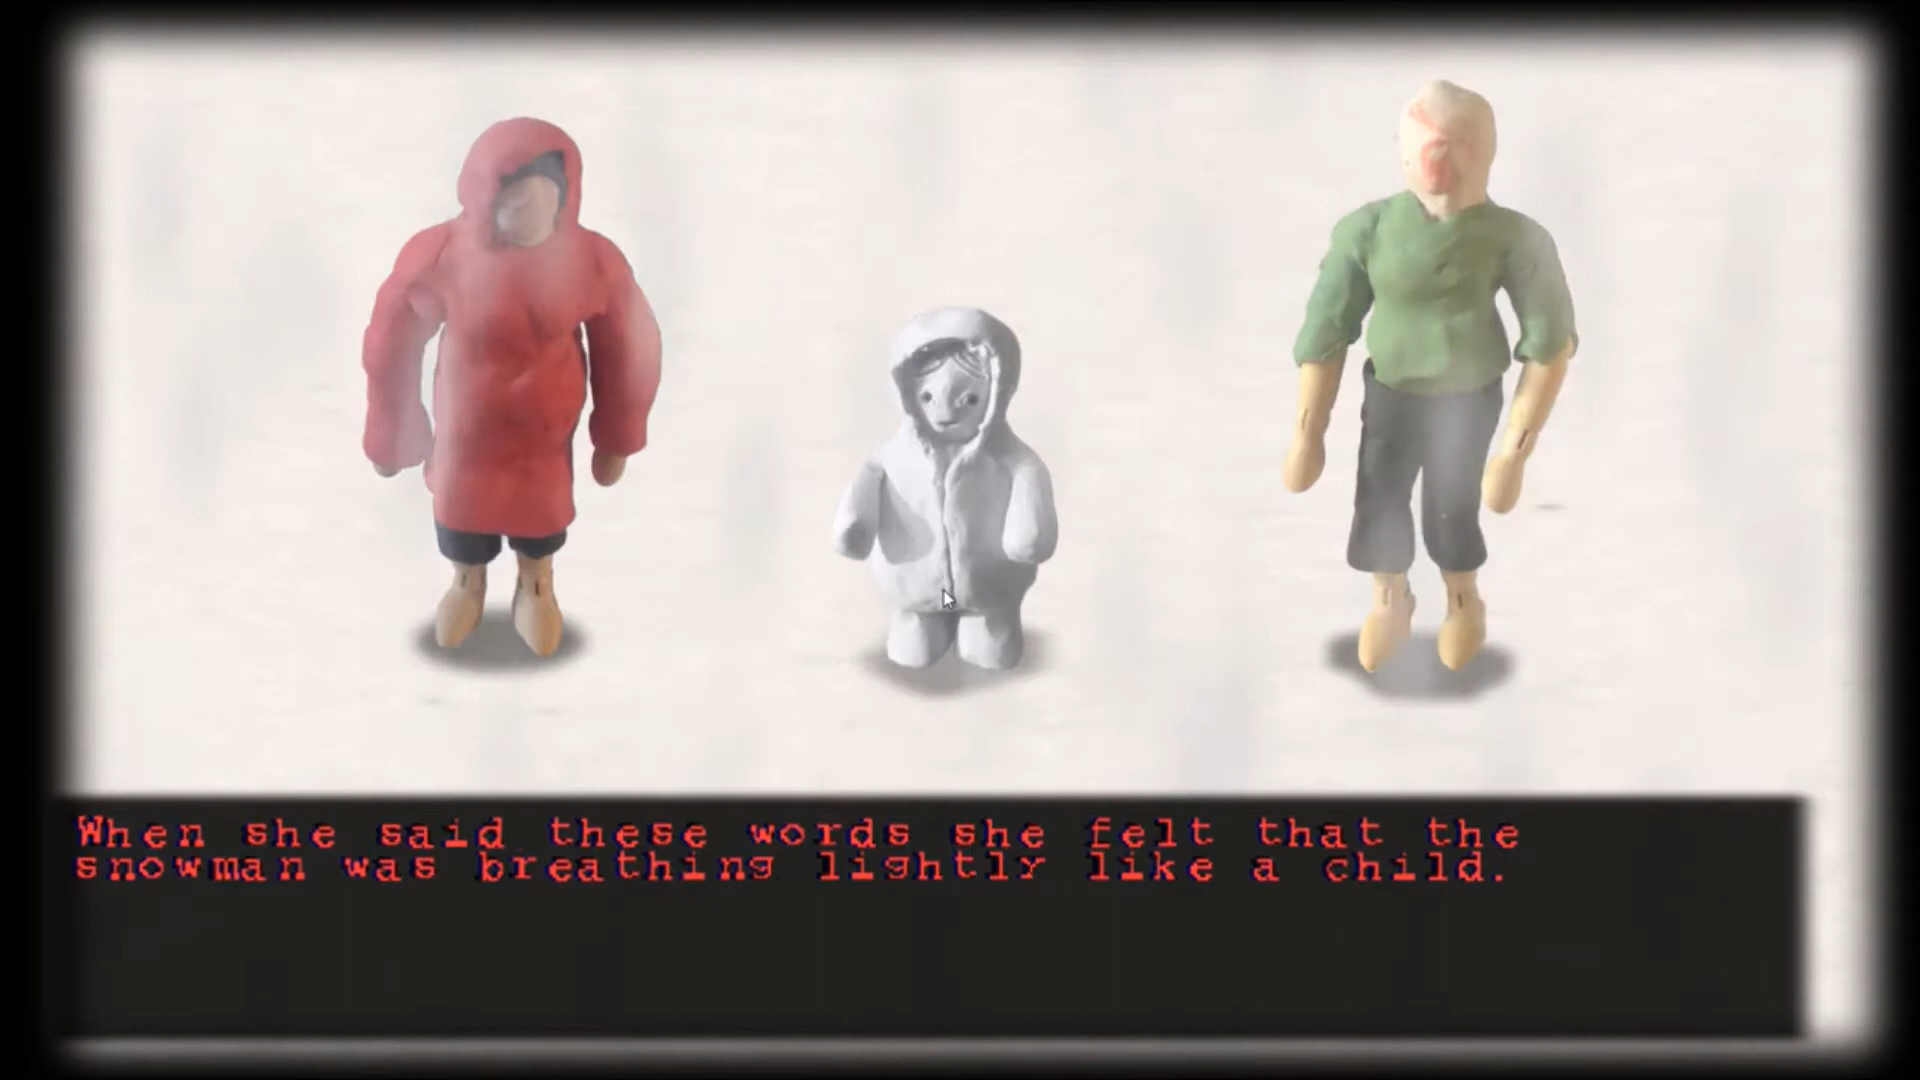 When she said these words she felt that the
snowman was breathing lightly like a child.